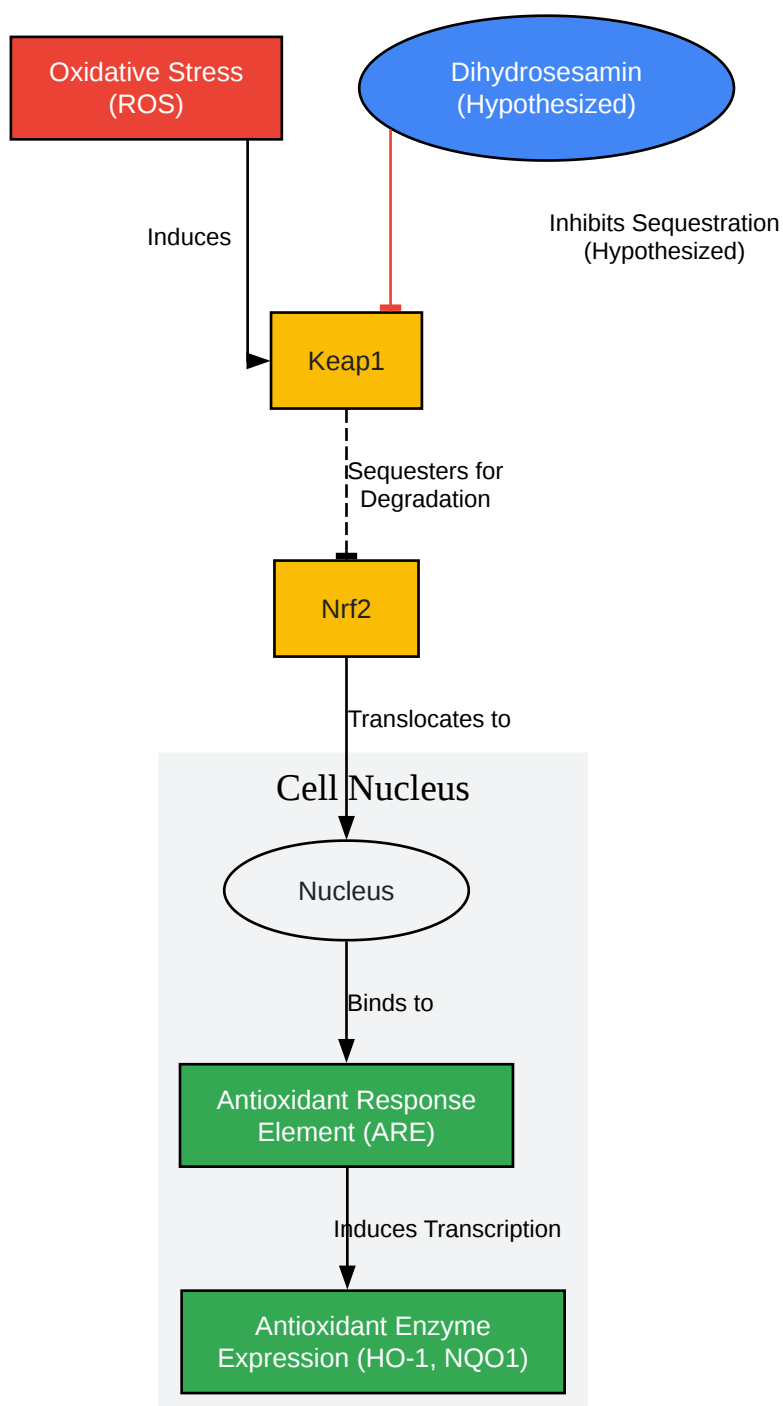 Oxidative Stress
(ROS)
Dihydrosesamin
(Hypothesized)
Induces
Inhibits Sequestration
(Hypothesized)
Keap1
Sequesters for
Degradation
Nrf2
Translocates to
Cell Nucleus
Nucleus
Binds to
Antioxidant Response
Element (ARE)
Induces Transcription
Antioxidant Enzyme
Expression (HO-1, NQO1)